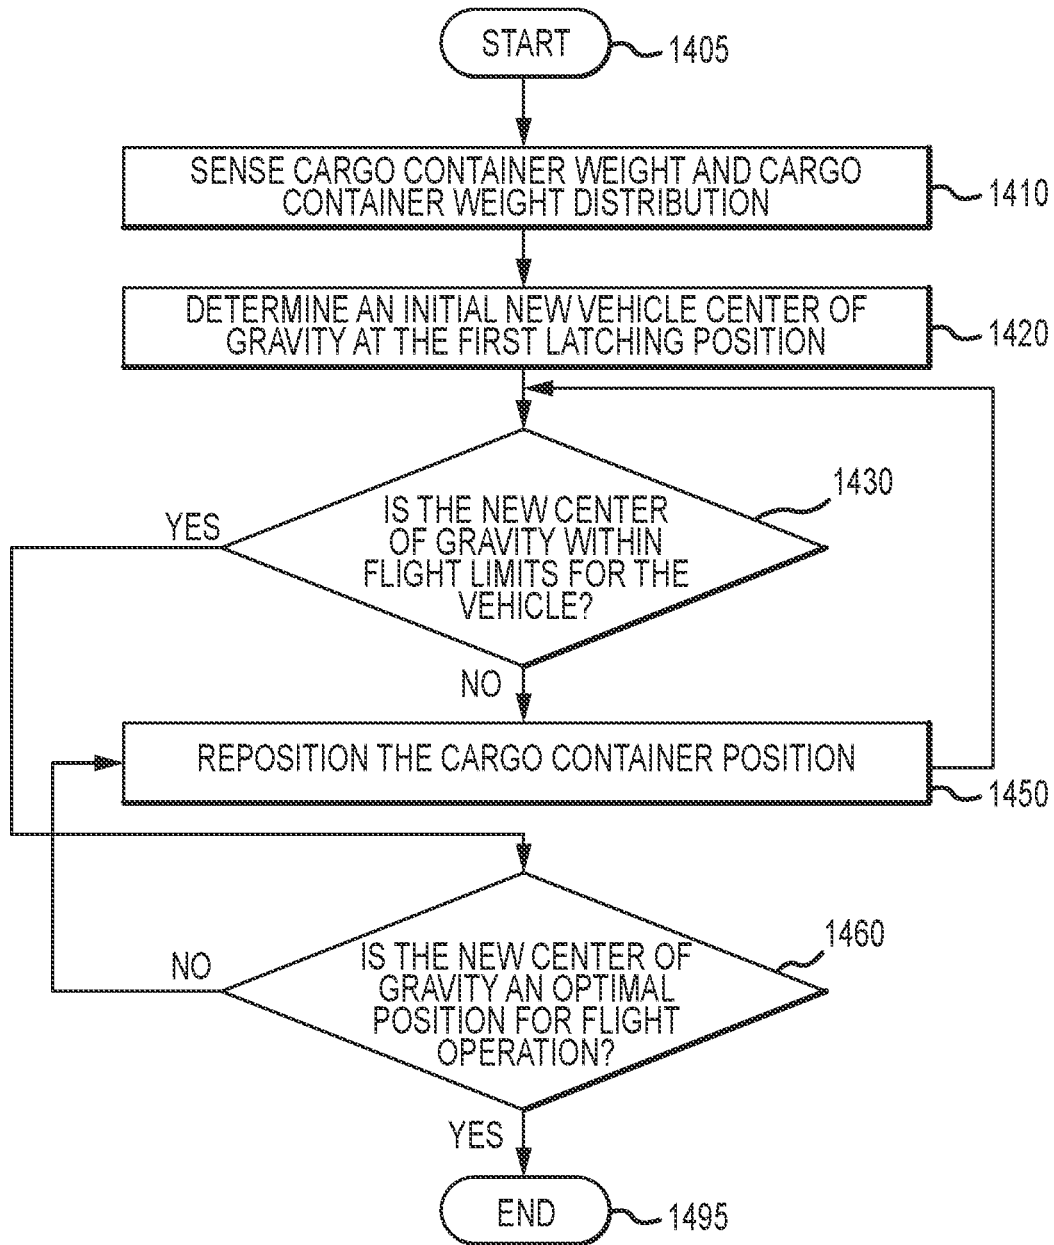 START
1405
SENSE CARGO CONTAINER WEIGHT AND CARGO
CONTAINER WEIGHT DISTRIBUTION
1410
DETERMINE AN INITIAL NEW VEHICLE CENTER OF
GRAVITY AT THE FIRST LATCHING POSITION
1420
1430
YES
IS THE NEW CENTER
OF GRAVITY WITHIN
FLIGHT LIMITS FOR THE
VEHICLE?
NO
REPOSITION THE CARGO CONTAINER POSITION
1450
1460
NO
IS THE NEW CENTER OF
GRAVITY AN OPTIMAL
POSITION FOR FLIGHT
OPERATION?
YES
END
1495